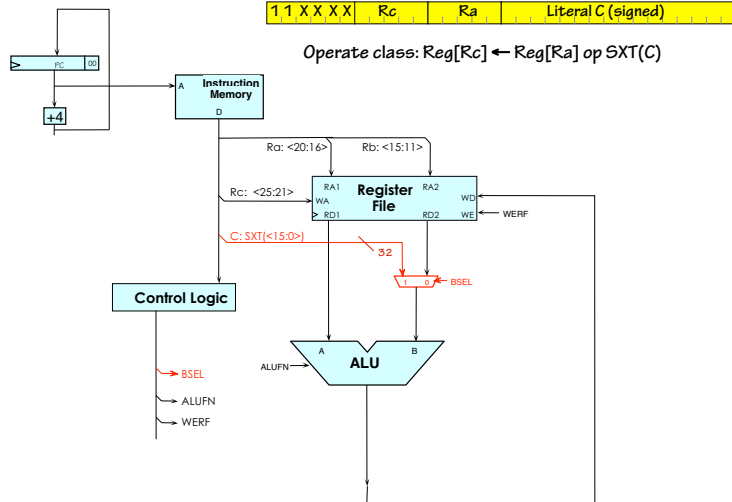 1 1 X X X X Rc Ra Literal C (signed)
Operate class: Reg[Rc] ← Reg[Ra] op SXT(C)
PC 00
+4
A Instruction Memory
D
Ra: <20:16> Rb: <15:11>
RA1 Register File RA2
Rc: <25:21> WA WD
RD1 RD2 WE WERF
C: SXT(<15:0>)
32
1 0 BSEL
Control Logic
A B
ALUFN ALU
BSEL
ALUFN
WERF